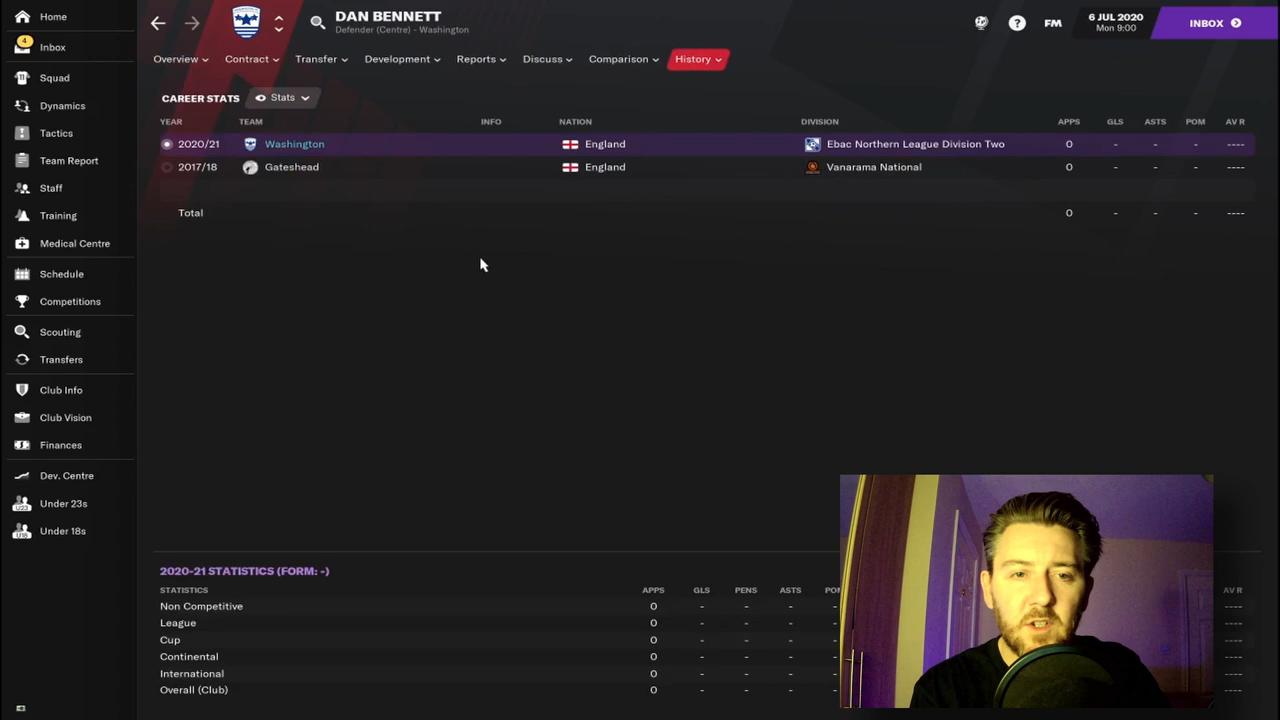 Home
Inbox
4
Squad
Dynamics
Tactics
Team Report
Staff
Training
Medical Centre
Schedule
Competitions
Scouting
Transfers
Club Info
Club Vision
Finances
Dev. Centre
U23 Under 23s
U18 Under 18s
DAN BENNETT
Defender (Centre) - Washington
? FM 6 JUL 2020 INBOX
Mon 9:00
Overview Contract Transfer Development Reports Discuss Comparison History
CAREER STATS Stats
YEAR TEAM INFO NATION DIVISION APPS GLS ASTS POM AV R
2020/21 Washington England Ebac Northern League Division Two 0 - - - ----
2017/18 Gateshead England Vanarama National 0 - - - ----
Total 0 - - - ----
2020-21 STATISTICS (FORM: -)
STATISTICS APPS GLS PENS ASTS AV R
Non Competitive 0 - - - - ----
League 0 - - - - ----
Cup 0 - - - - ----
Continental 0 - - - - ----
International 0 - - - - ----
Overall (Club) 0 - - - - ----